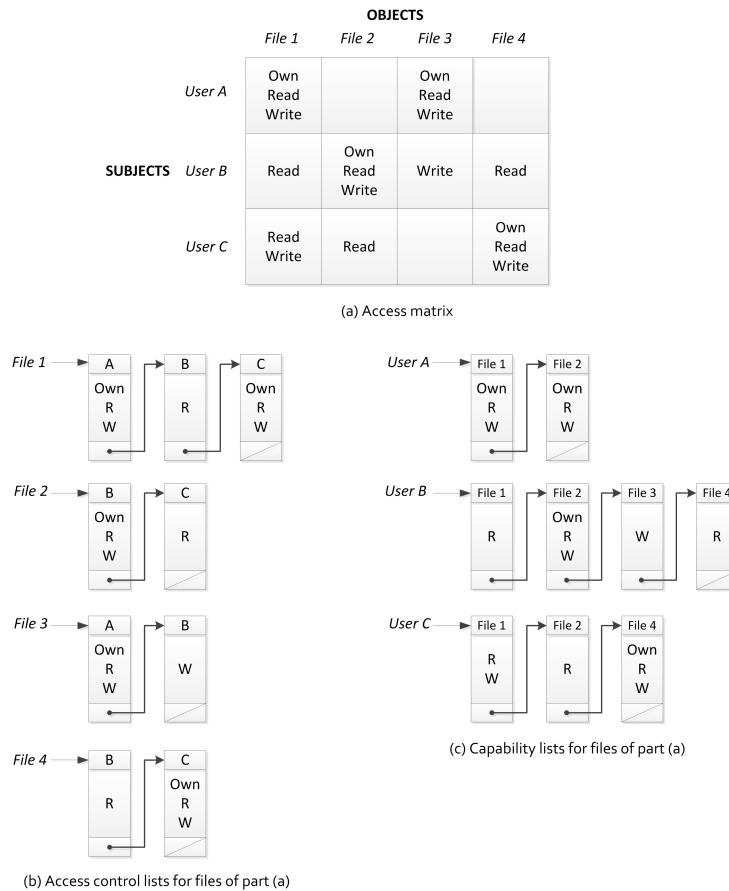 OBJECTS
File 1 File 2 File 3 File 4
User A
Own
Read
Write
Own
Read
Write
SUBJECTS User B
Read
Own
Read
Write
Write
Read
User C
Read
Write
Read
Own
Read
Write
(a) Access matrix
File 1
A
Own
R
W
B
R
C
Own
R
W
File 2
B
Own
R
W
C
R
File 3
A
Own
R
W
B
W
File 4
B
R
C
Own
R
W
(b) Access control lists for files of part (a)
User A
File 1
Own
R
W
File 2
Own
R
W
User B
File 1
R
File 2
Own
R
W
File 3
W
File 4
R
User C
File 1
R
W
File 2
R
File 4
Own
R
W
(c) Capability lists for files of part (a)